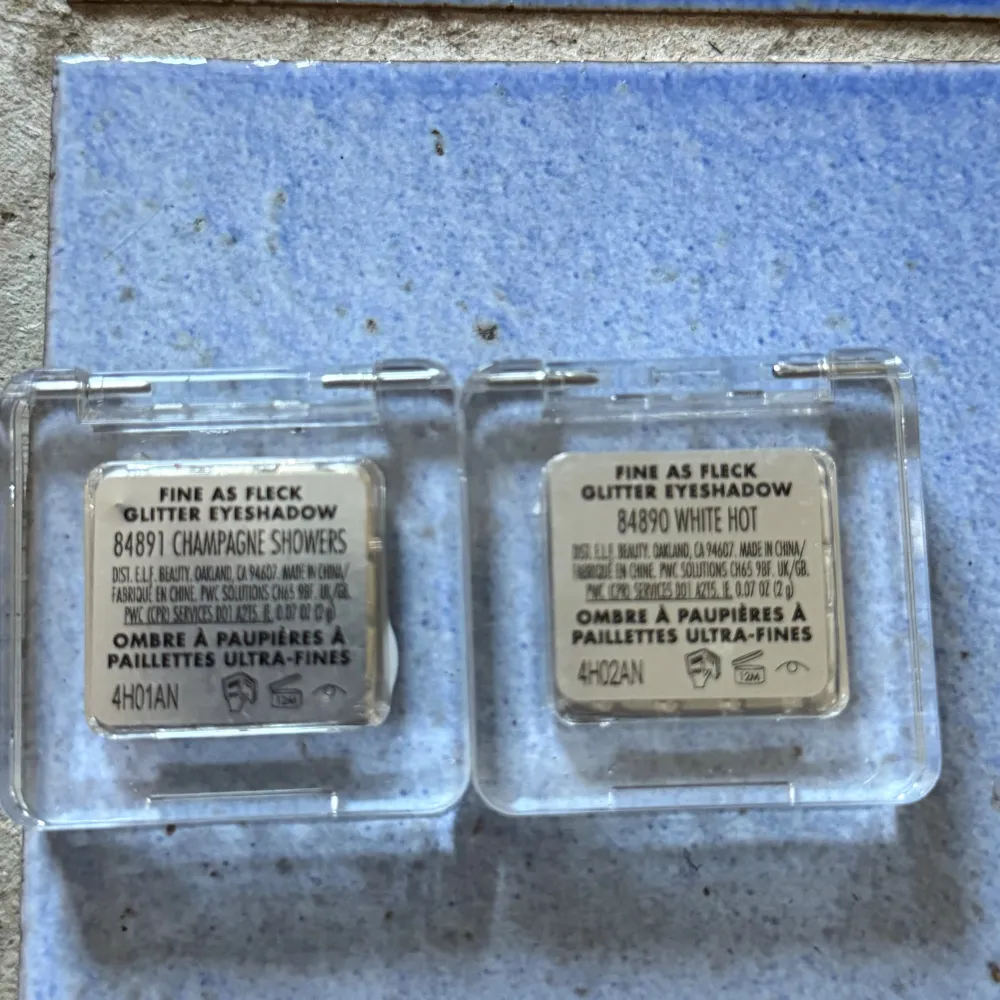 FINE AS FLECK
GLITTER EYESHADOW
84891 CHAMPAGNE SHOWERS
DIST. E.L.F. BEAUTY. OAKLAND, CA 94607. MADE IN CHINA/
FABRIQUÉ EN CHINE. PWC SOLUTIONS CH65 9BF. UK/GB.
PWC (CPR) SERVICES D01 A2Y5. IE. 0.07 OZ (2 g)
OMBRE À PAUPIÈRES À
PAILLETTES ULTRA-FINES
4H01AN
12M
FINE AS FLECK
GLITTER EYESHADOW
84890 WHITE HOT
DIST. E.L.F. BEAUTY. OAKLAND, CA 94607. MADE IN CHINA/
FABRIQUÉ EN CHINE. PWC SOLUTIONS CH65 9BF. UK/GB.
PWC (CPR) SERVICES D01 A2Y5. IE. 0.07 OZ (2 g)
OMBRE À PAUPIÈRES À
PAILLETTES ULTRA-FINES
4H02AN
12M